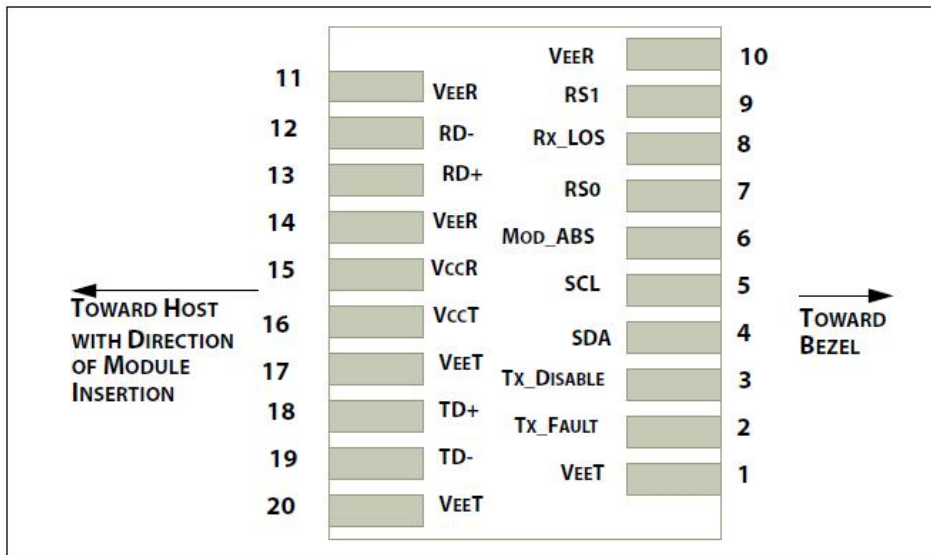 11 VEER
12 RD-
13 RD+
14 VEER
15 VCCR
16 VCCT
17 VEET
18 TD+
19 TD-
20 VEET
VEER 10
RS1 9
RX_LOS 8
RS0 7
MOD_ABS 6
SCL 5
SDA 4
TX_DISABLE 3
TX_FAULT 2
VEET 1
TOWARD HOST
WITH DIRECTION
OF MODULE
INSERTION
TOWARD
BEZEL